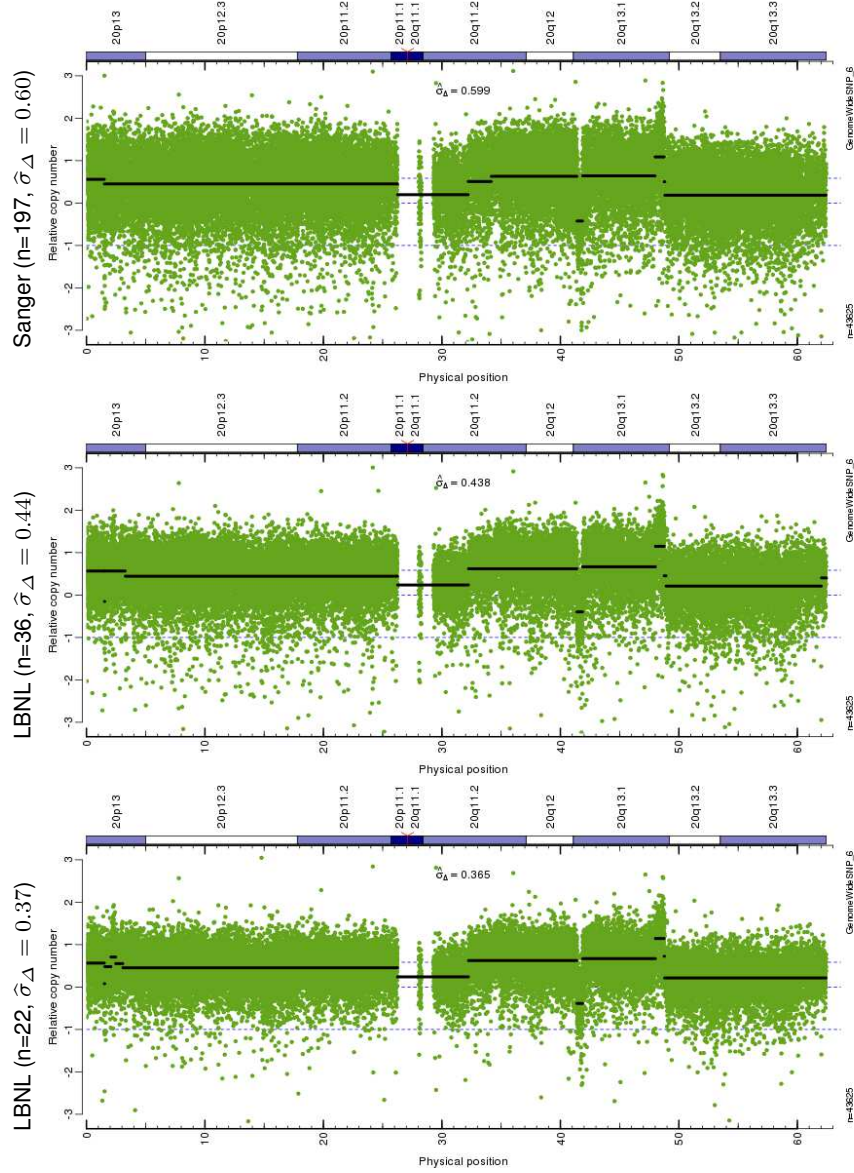 LBNL (n=22, σ̂Δ = 0.37)
Relative copy number
-3 -2 -1 0 1 2 3
20p13
0
20p12.3
10
20p11.2
20
20p11.1
20q11.1
σ̂Δ = 0.365
Physical position
30
20q11.2
20q12
40
20q13.1
50
20q13.2
20q13.3
60
n=43625
GenomeWideSNP_6
LBNL (n=36, σ̂Δ = 0.44)
Relative copy number
-3 -2 -1 0 1 2 3
20p13
0
20p12.3
10
20p11.2
20
20p11.1
20q11.1
σ̂Δ = 0.438
Physical position
30
20q11.2
20q12
40
20q13.1
50
20q13.2
20q13.3
60
n=43625
GenomeWideSNP_6
Sanger (n=197, σ̂Δ = 0.60)
Relative copy number
-3 -2 -1 0 1 2 3
20p13
0
20p12.3
10
20p11.2
20
20p11.1
20q11.1
σ̂Δ = 0.599
Physical position
30
20q11.2
20q12
40
20q13.1
50
20q13.2
20q13.3
60
n=43625
GenomeWideSNP_6